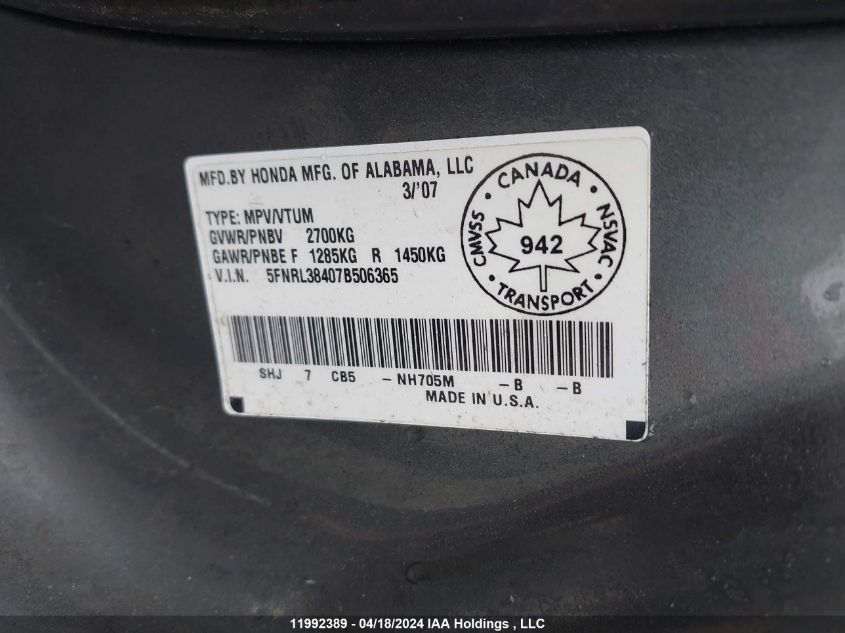 MFD.BY HONDA MFG. OF ALABAMA, LLC
3/'07
TYPE: MPV/VTUM
GVWR/PNBV 2700KG
GAWR/PNBE F 1285KG R 1450KG
V.I.N. 5FNRL38407B506365
CANADA
CMVSS
NSVAC
942
TRANSPORT
SHJ 7 CB5 - NH705M - B - B
MADE IN U.S.A.
11992389 - 04/18/2024 IAA Holdings , LLC